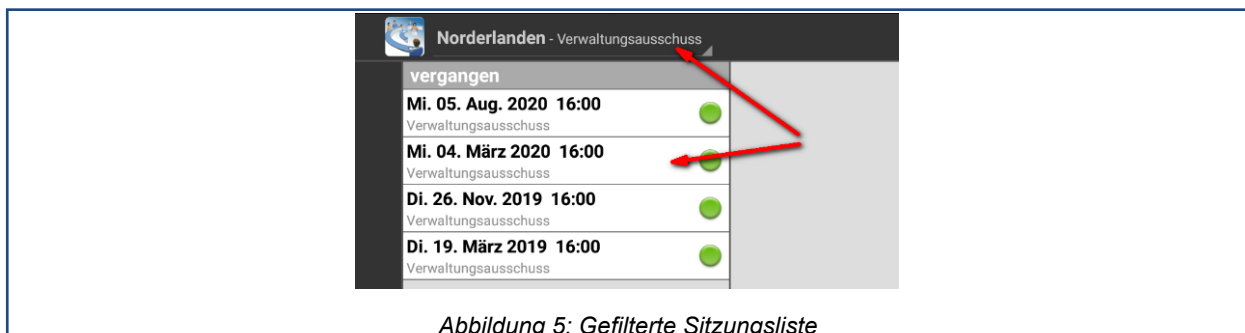 Norderlanden - Verwaltungsausschuss
vergangen
Mi. 05. Aug. 2020 16:00
Verwaltungsausschuss
Mi. 04. März 2020 16:00
Verwaltungsausschuss
Di. 26. Nov. 2019 16:00
Verwaltungsausschuss
Di. 19. März 2019 16:00
Verwaltungsausschuss
Abbildung 5: Gefilterte Sitzungsliste